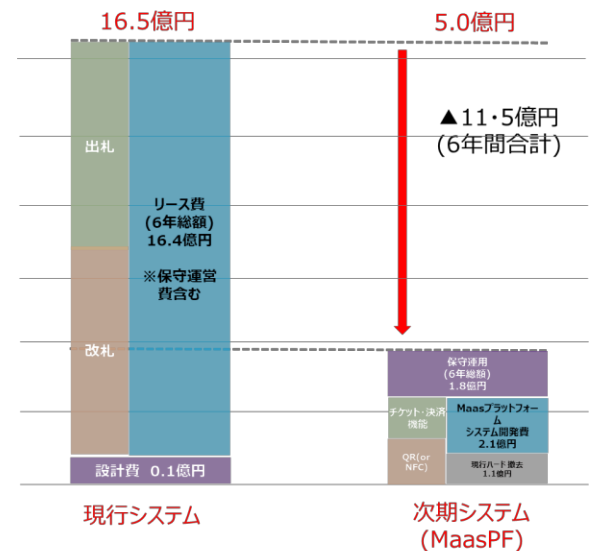 16.5億円
5.0億円
▲11・5億円
(6年間合計)
出札
リース費
(6年総額)
16.4億円
※保守運営
費含む
改札
設計費 0.1億円
保守運用
(6年総額)
1.8億円
チケット・決済
機能
Maasプラットフォー
ム
システム開発費
2.1億円
QR(or
NFC)
現行ハード撤去
1.1億円
現行システム
次期システム
(MaasPF)